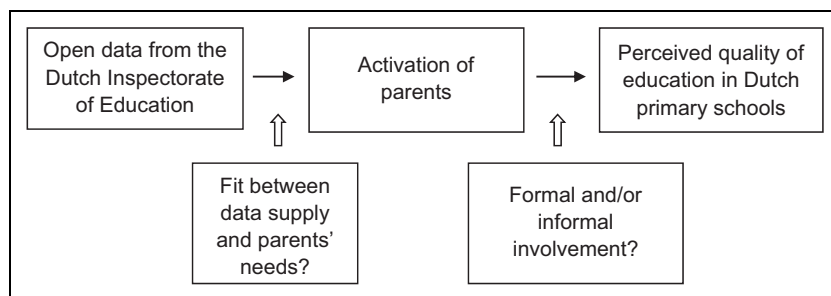 Open data from the
Dutch Inspectorate
of Education
Activation of
parents
Perceived quality of
education in Dutch
primary schools
Fit between
data supply
and parents'
needs?
Formal and/or
informal
involvement?